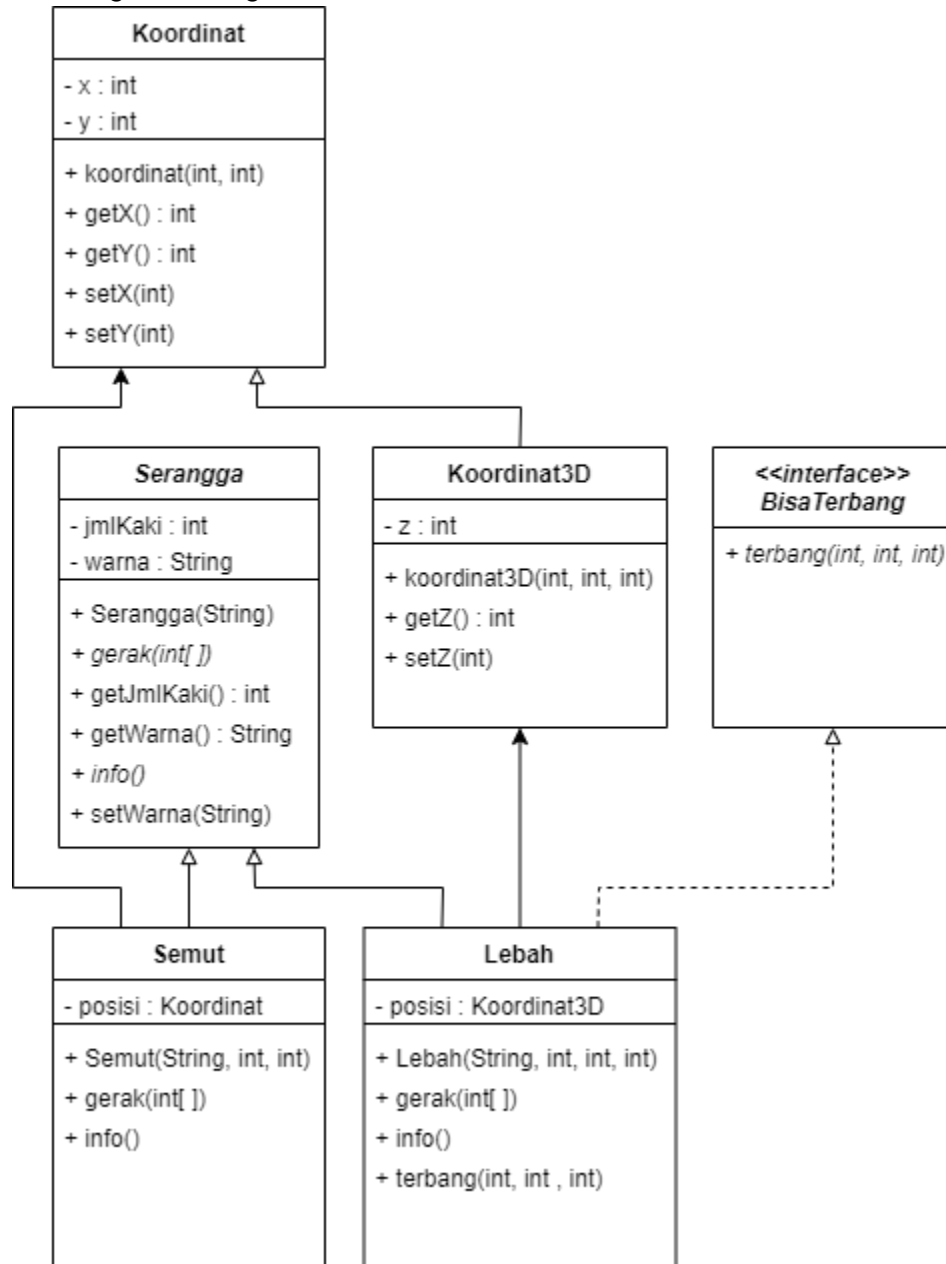 Koordinat
- x : int
- y : int
+ koordinat(int, int)
+ getX() : int
+ getY() : int
+ setX(int)
+ setY(int)
Serangga
- jmlKaki : int
- warna : String
+ Serangga(String)
+ gerak(int[ ])
+ getJmlKaki() : int
+ getWarna() : String
+ info()
+ setWarna(String)
Koordinat3D
- z : int
+ koordinat3D(int, int, int)
+ getZ() : int
+ setZ(int)
<<interface>>
BisaTerbang
+ terbang(int, int, int)
Semut
- posisi : Koordinat
+ Semut(String, int, int)
+ gerak(int[ ])
+ info()
Lebah
- posisi : Koordinat3D
+ Lebah(String, int, int, int)
+ gerak(int[ ])
+ info()
+ terbang(int, int , int)